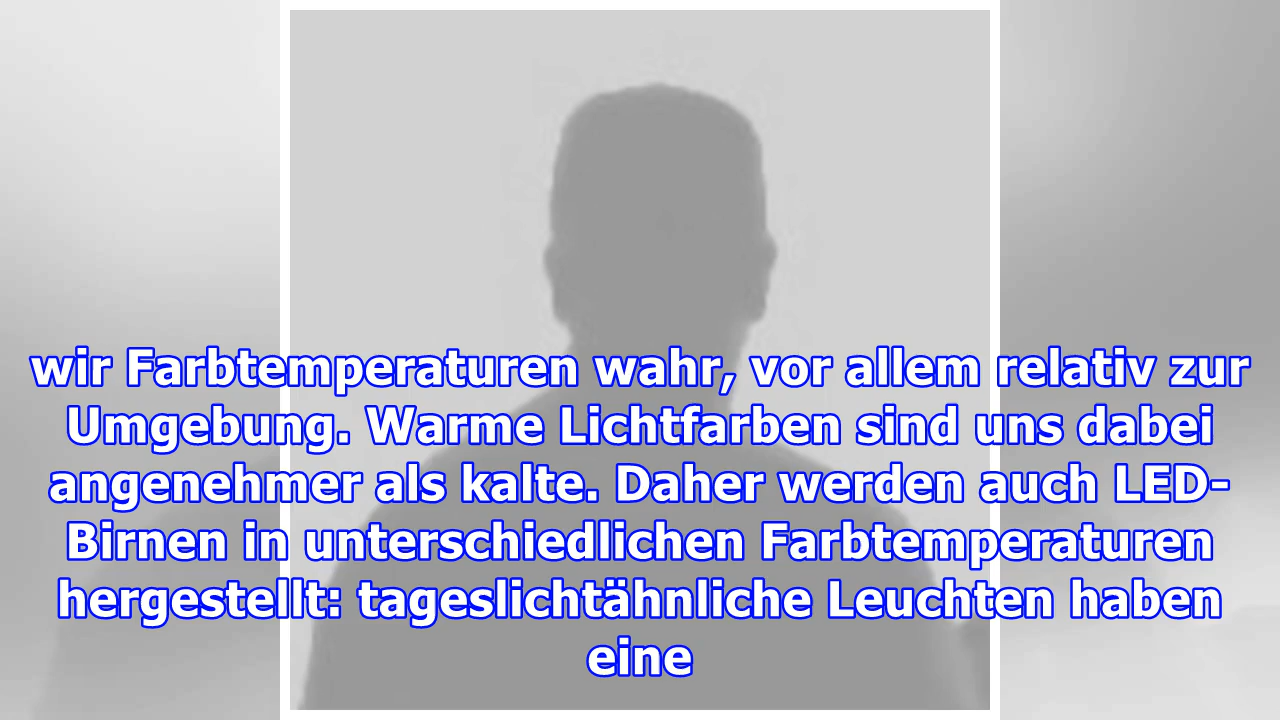 wir Farbtemperaturen wahr, vor allem relativ zur
Umgebung. Warme Lichtfarben sind uns dabei
angenehmer als kalte. Daher werden auch LED-
Birnen in unterschiedlichen Farbtemperaturen
hergestellt: tageslichtähnliche Leuchten haben
eine